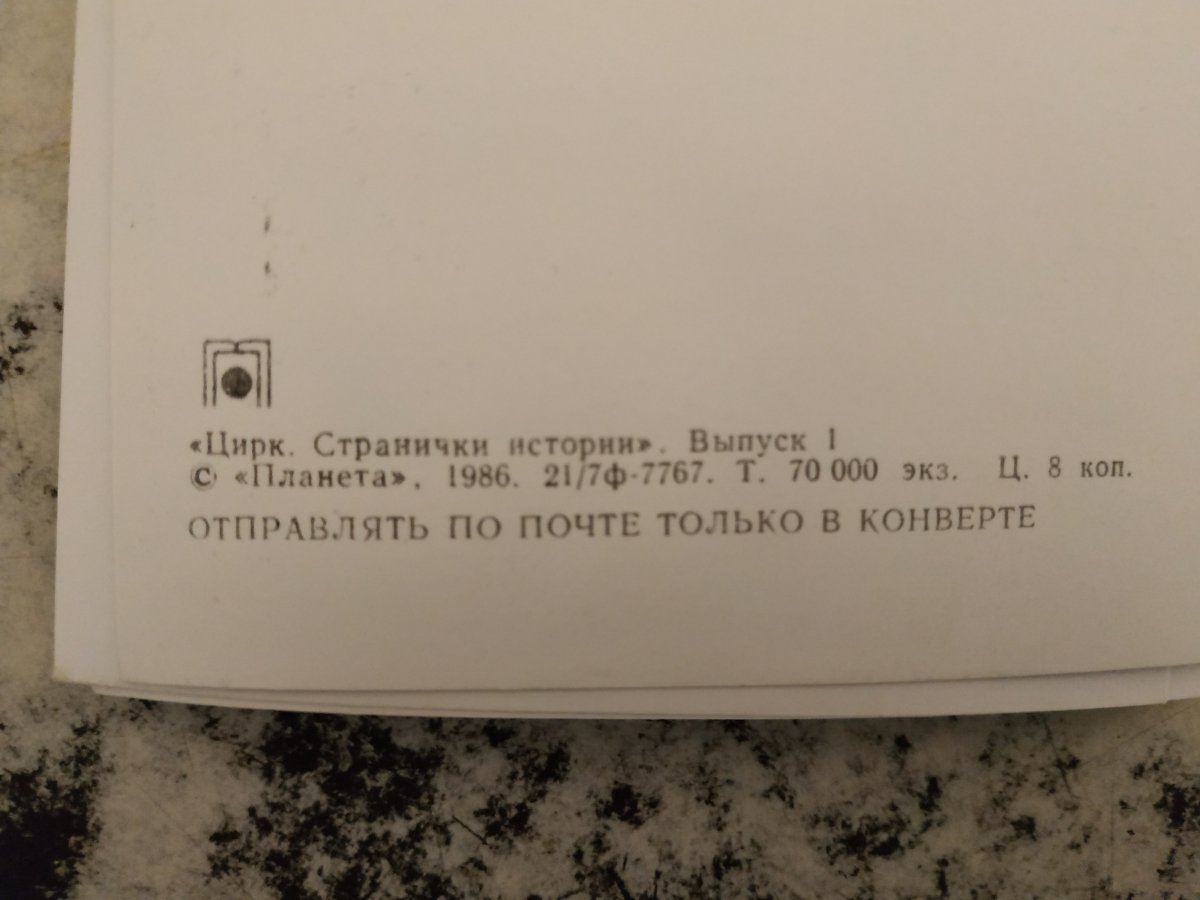 «Цирк. Странички истории». Выпуск 1
© «Планета», 1986. 21/7ф-7767. Т. 70 000 экз. Ц. 8 коп.
ОТПРАВЛЯТЬ ПО ПОЧТЕ ТОЛЬКО В КОНВЕРТЕ